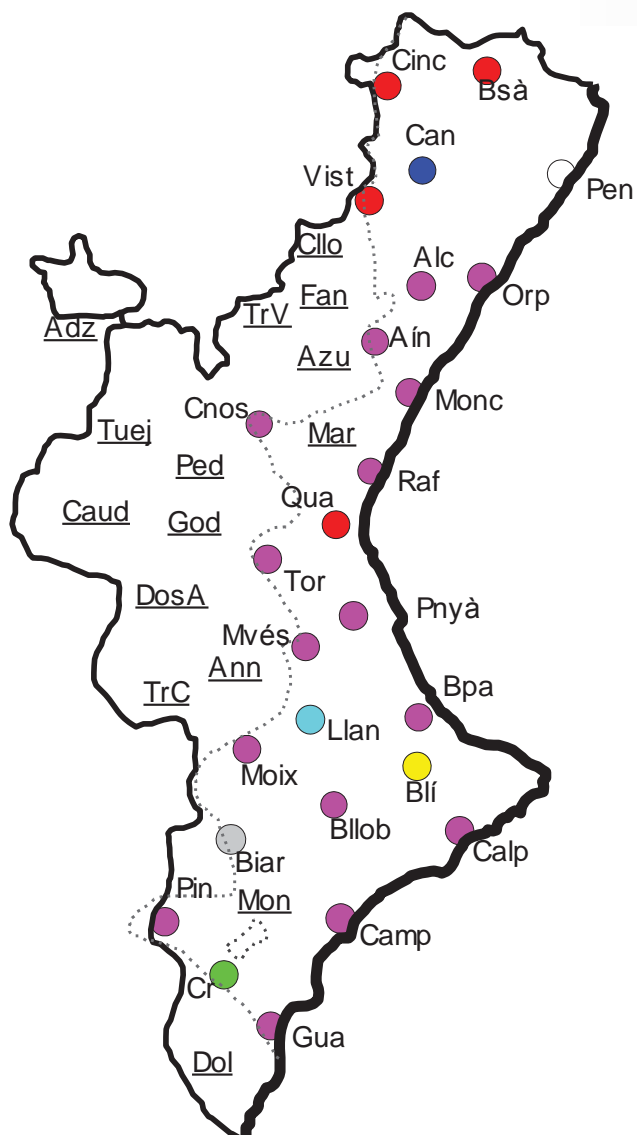 Cinc
Bsà
Can
Vist
Pen
Cllo
Alc
Fan
Orp
TrV
Adz
Aín
Azu
Monc
Cnos
Tuej
Mar
Ped
Raf
Qua
Caud
God
Tor
DosA
Pnyà
Mvés
Ann
Bpa
TrC
Llan
Moix
Blí
Bllob
Calp
Biar
Pin
Mon
Camp
Cr
Gua
Dol